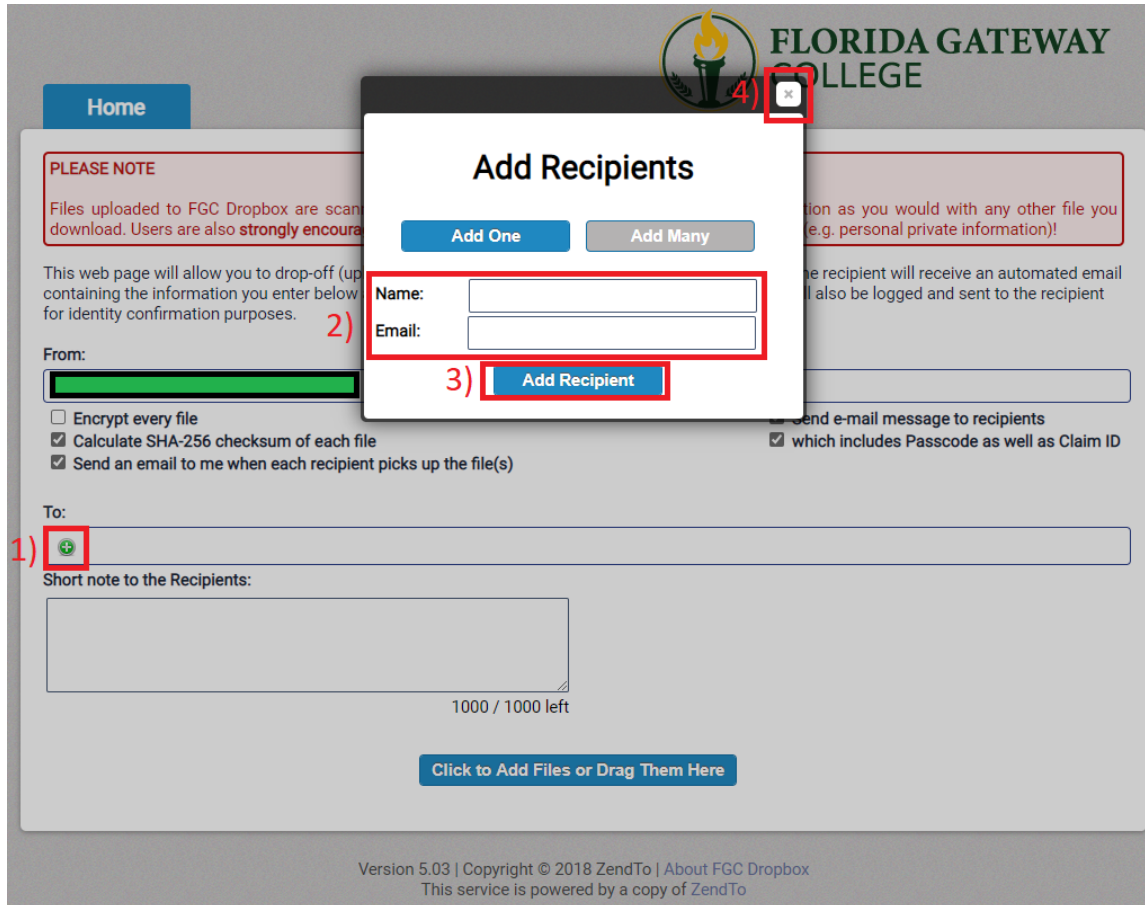 FLORIDA GATEWAY
COLLEGE
4)
×
Home
Add Recipients
PLEASE NOTE
Files uploaded to FGC Dropbox are tion as you would with any other file you
download. Users are also strongly (e.g. personal private information)!
Add One Add Many
This web page will allow you to drop-off recipient will receive an automated email
containing the information you enter below also be logged and sent to the recipient
for identity confirmation purposes.
Name:
2)
Email:
From:
3) Add Recipient
Encrypt every file
Send e-mail message to recipients
Calculate SHA-256 checksum of each file
which includes Passcode as well as Claim ID
Send an email to me when each recipient picks up the file(s)
To:
1)
Short note to the Recipients:
1000 / 1000 left
Click to Add Files or Drag Them Here
Version 5.03 | Copyright © 2018 ZendTo | About FGC Dropbox
This service is powered by a copy of ZendTo